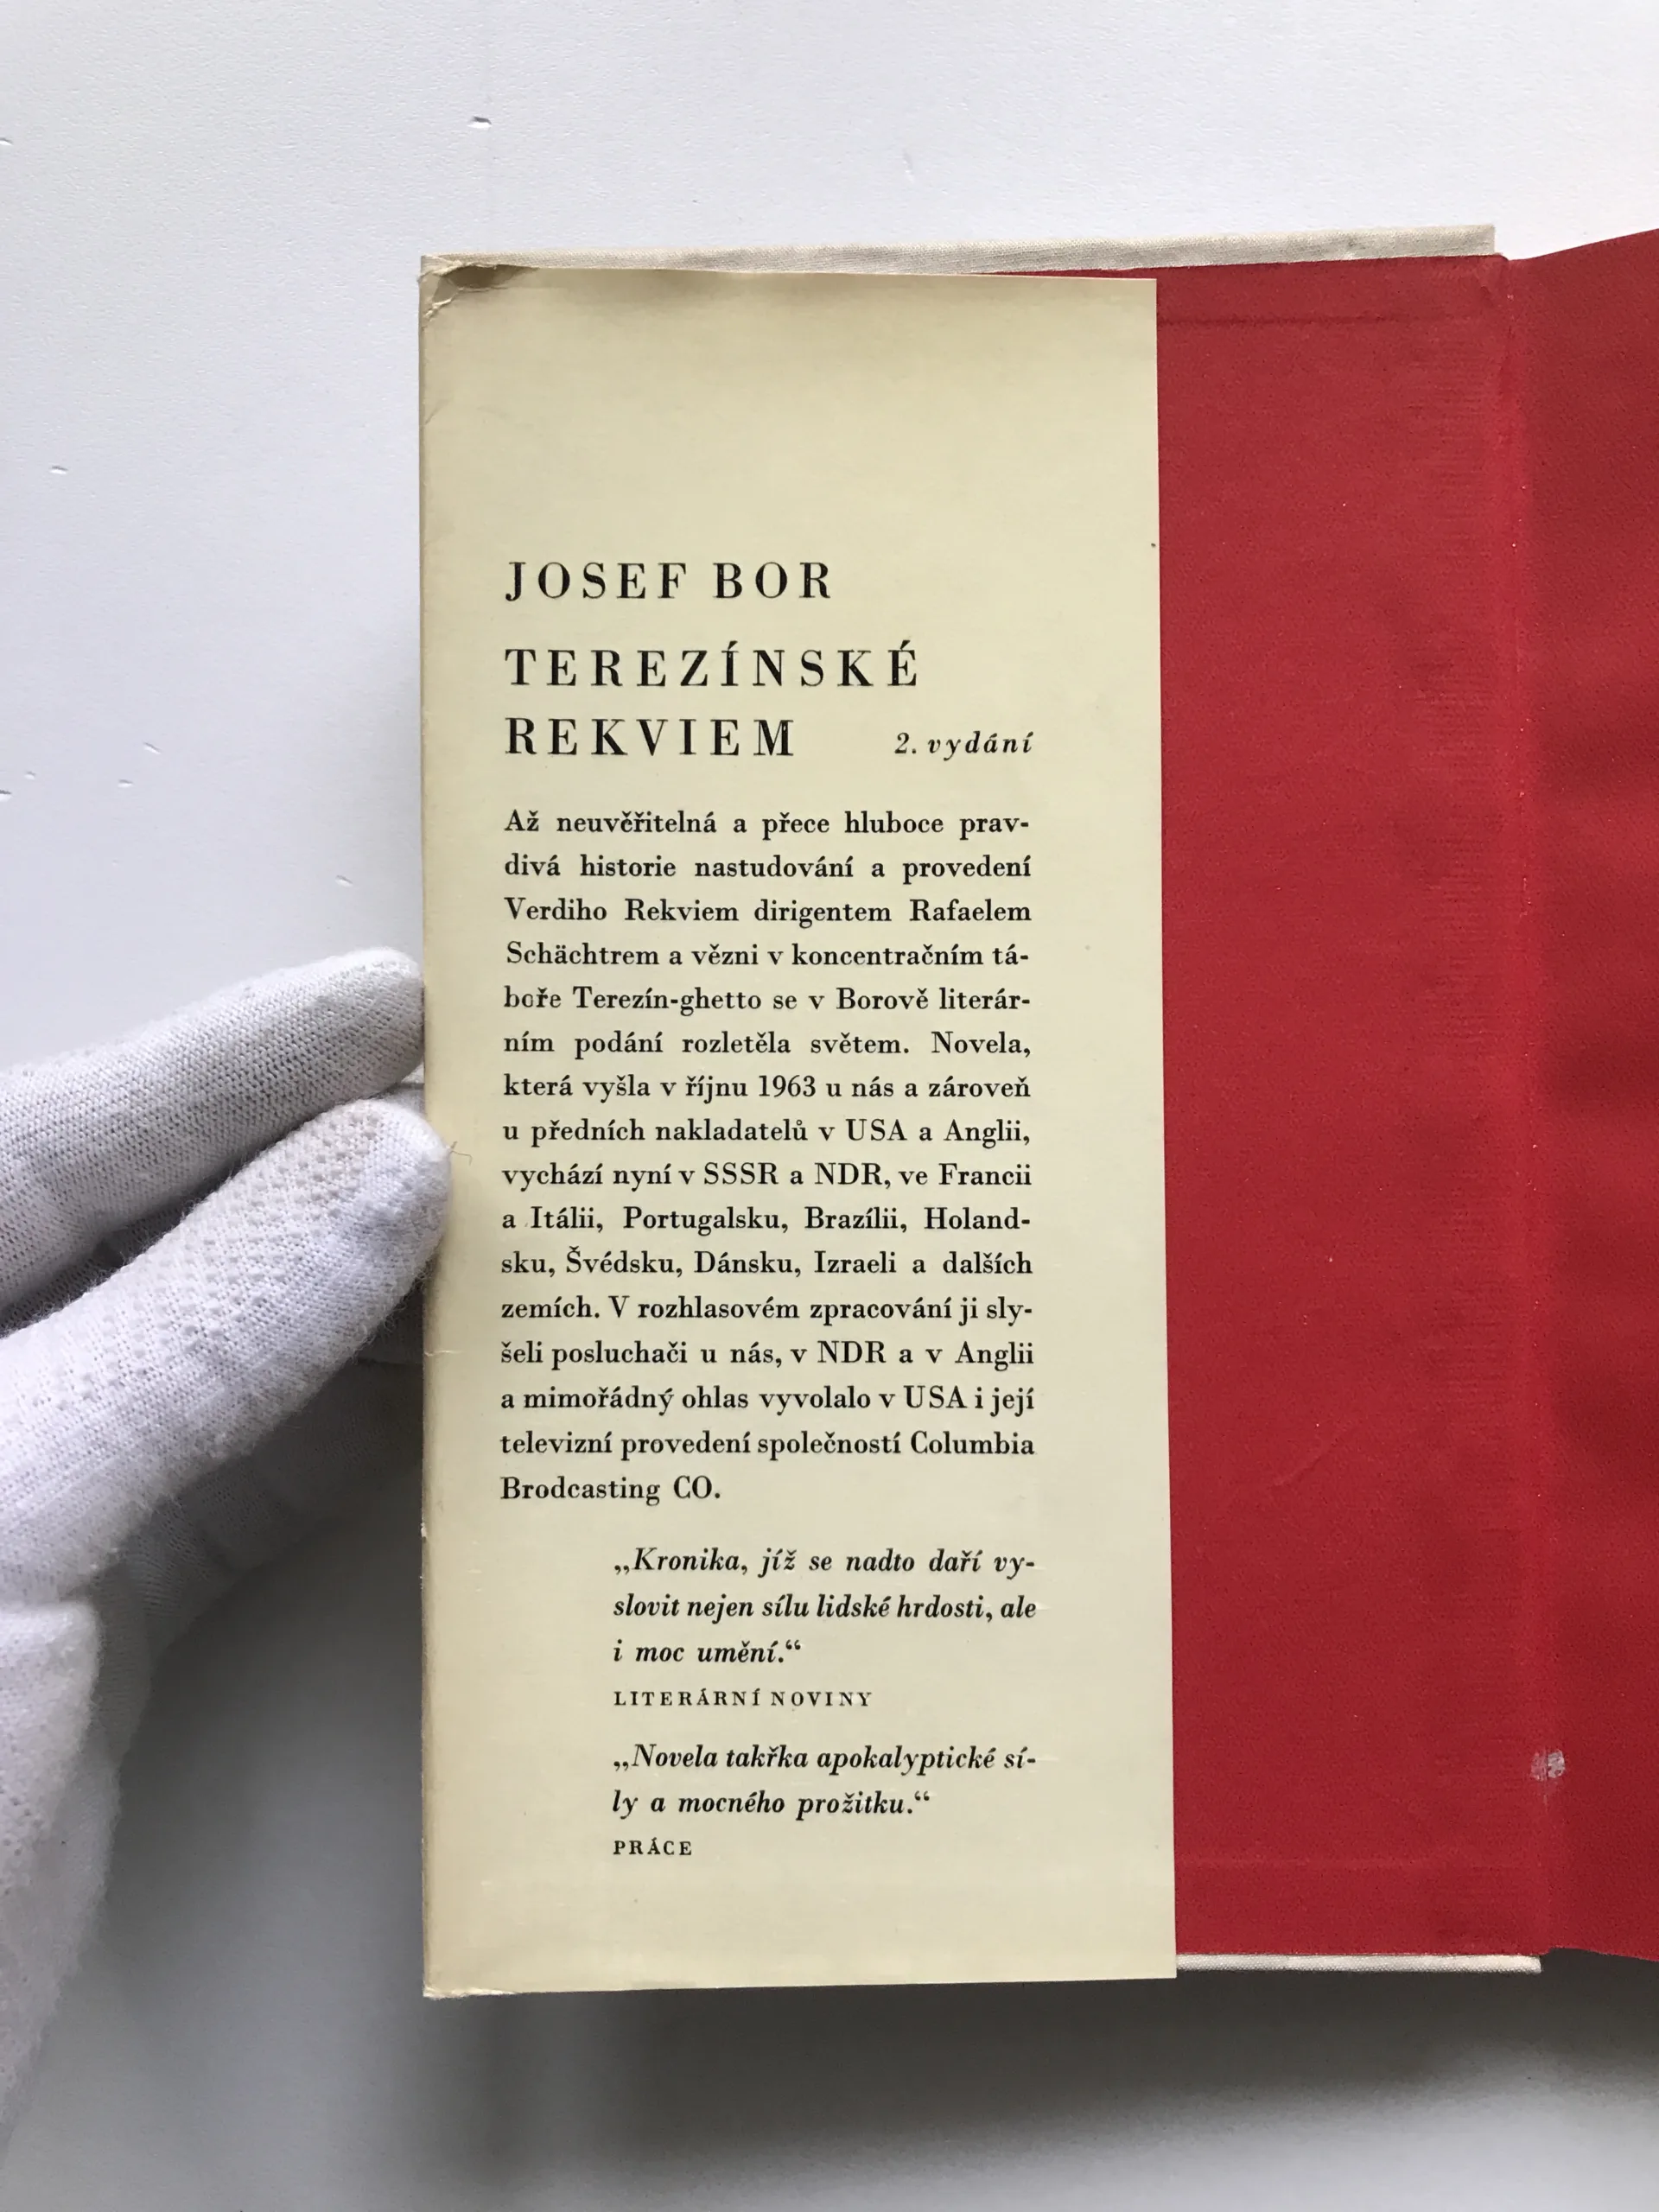 JOSEF BOR
TEREZÍNSKÉ
REKVIEM 2. vydání
Až neuvěřitelná a přece hluboce prav-
divá historie nastudování a provedení
Verdiho Rekviem dirigentem Rafaelem
Schächtrem a vězni v koncentračním tá-
boře Terezín-ghetto se v Borově literár-
ním podání rozletěla světem. Novela,
která vyšla v říjnu 1963 u nás a zároveň
u předních nakladatelů v USA a Anglii,
vychází nyní v SSSR a NDR, ve Francii
a Itálii, Portugalsku, Brazílii, Holand-
sku, Švédsku, Dánsku, Izraeli a dalších
zemích. V rozhlasovém zpracování ji sly-
šeli posluchači u nás, v NDR a v Anglii
a mimořádný ohlas vyvolalo v USA i její
televizní provedení společností Columbia
Brodcasting CO.
„Kronika, jíž se nadto daří vy-
slovit nejen sílu lidské hrdosti, ale
i moc umění.“
LITERÁRNÍ NOVINY
„Novela takřka apokalyptické sí-
ly a mocného prožitku.“
PRÁCE